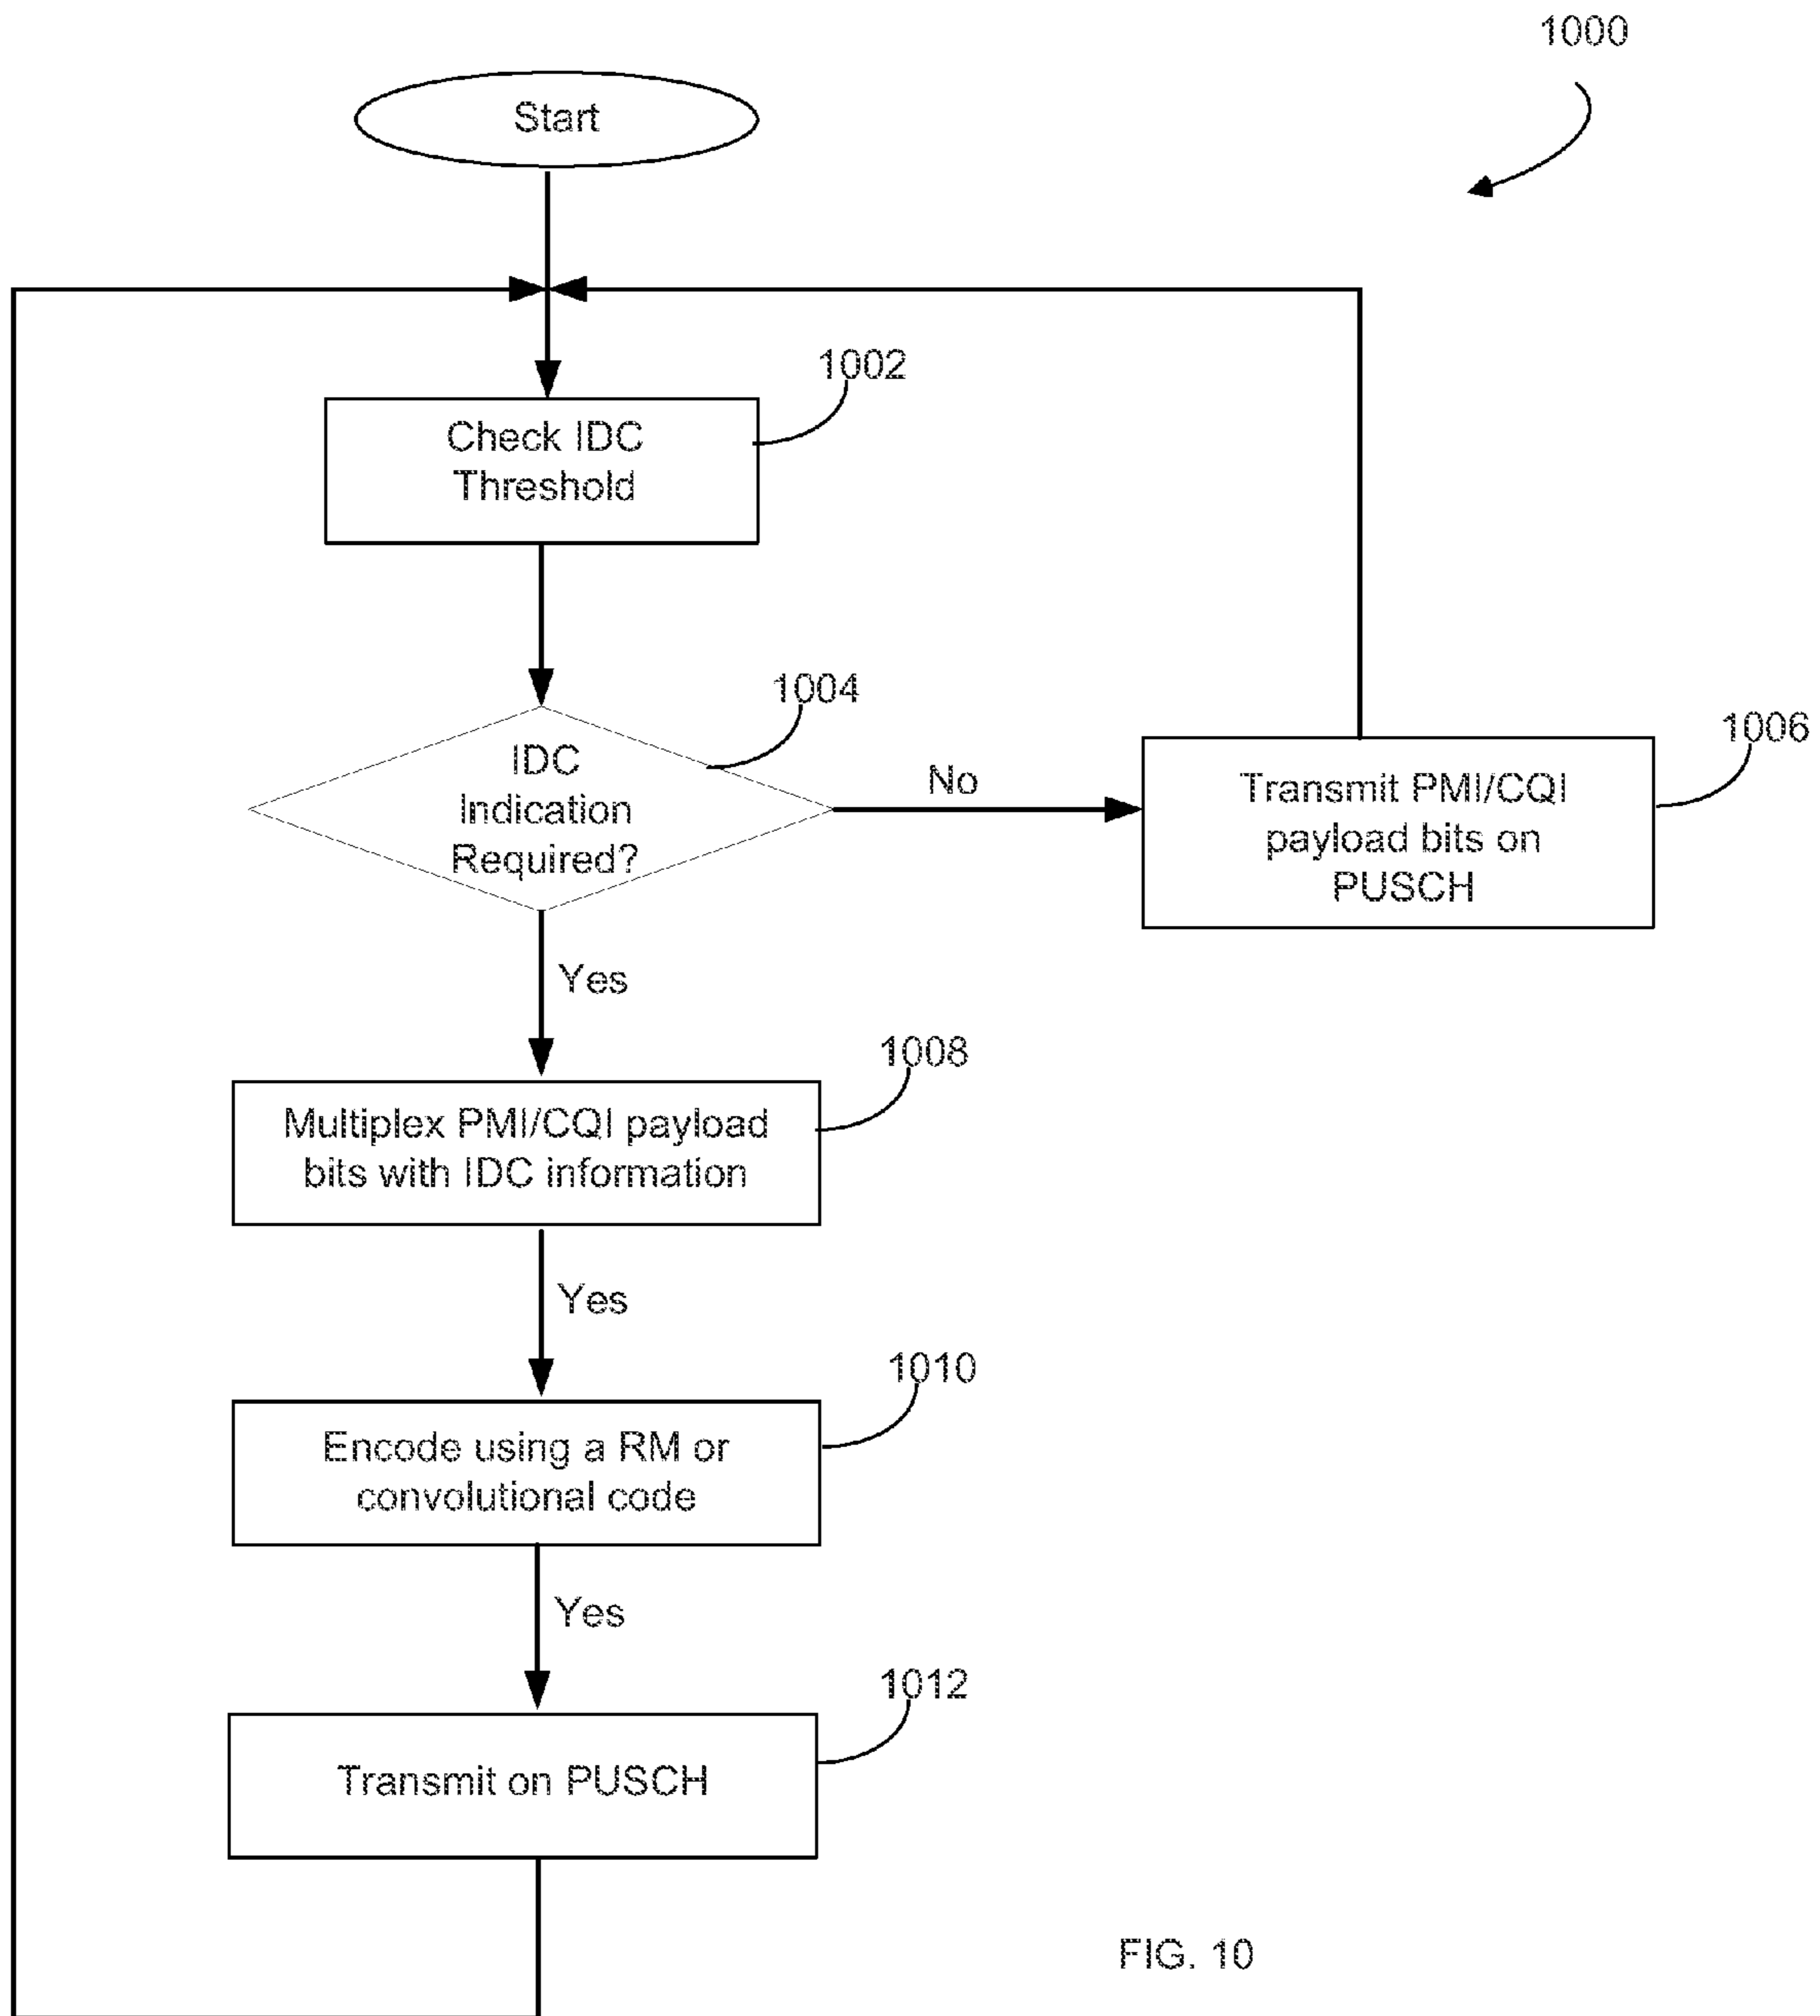 1000
Start
1002
Check IDC
Threshold
1004
IDC
Indication
Required?
No
1006
Transmit PMI/CQI
payload bits on
PUSCH
Yes
1008
Multiplex PMI/CQI payload
bits with IDC information
Yes
1010
Encode using a RM or
convolutional code
Yes
1012
Transmit on PUSCH
FIG. 10